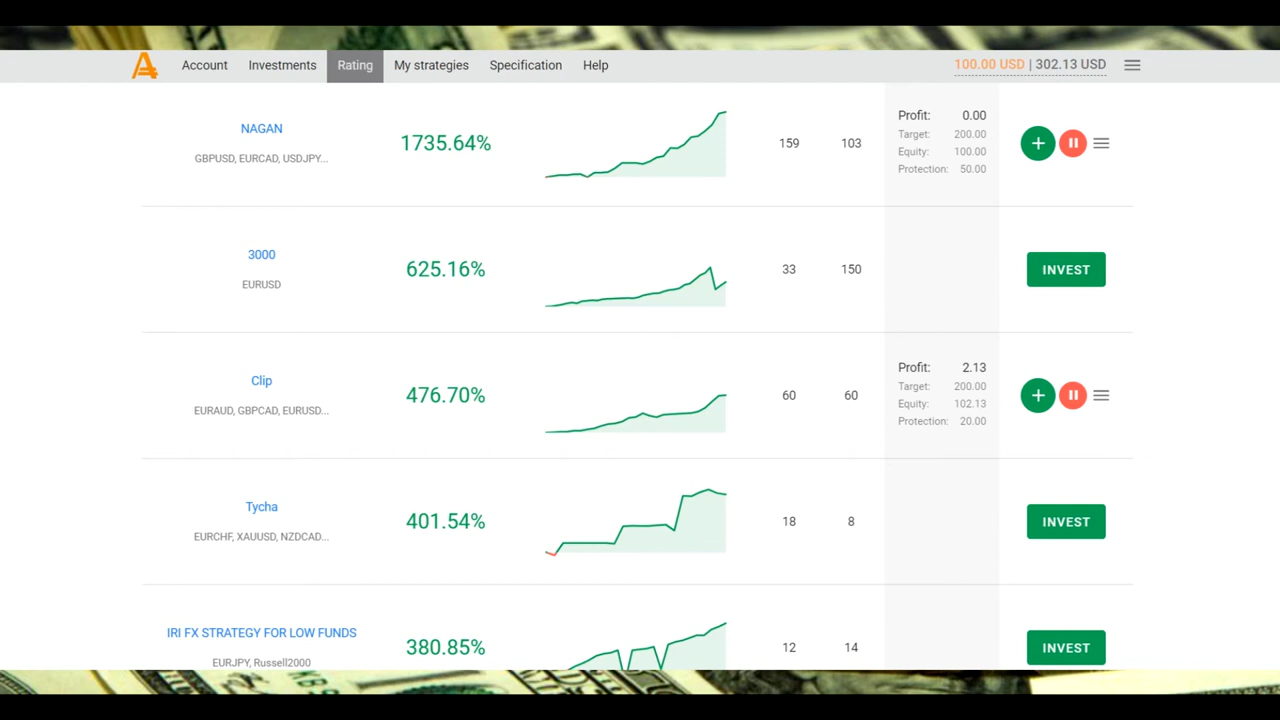 Account Investments Rating My strategies Specification Help 100.00 USD | 302.13 USD
NAGAN
GBPUSD, EURCAD, USDJPY...
1735.64%
159 103
Profit: 0.00
Target: 200.00
Equity: 100.00
Protection: 50.00
3000
EURUSD
625.16%
33 150
INVEST
Clip
EURAUD, GBPCAD, EURUSD...
476.70%
60 60
Profit: 2.13
Target: 200.00
Equity: 102.13
Protection: 20.00
Tycha
EURCHF, XAUUSD, NZDCAD...
401.54%
18 8
INVEST
IRI FX STRATEGY FOR LOW FUNDS
EURJPY, Russell2000
380.85%
12 14
INVEST